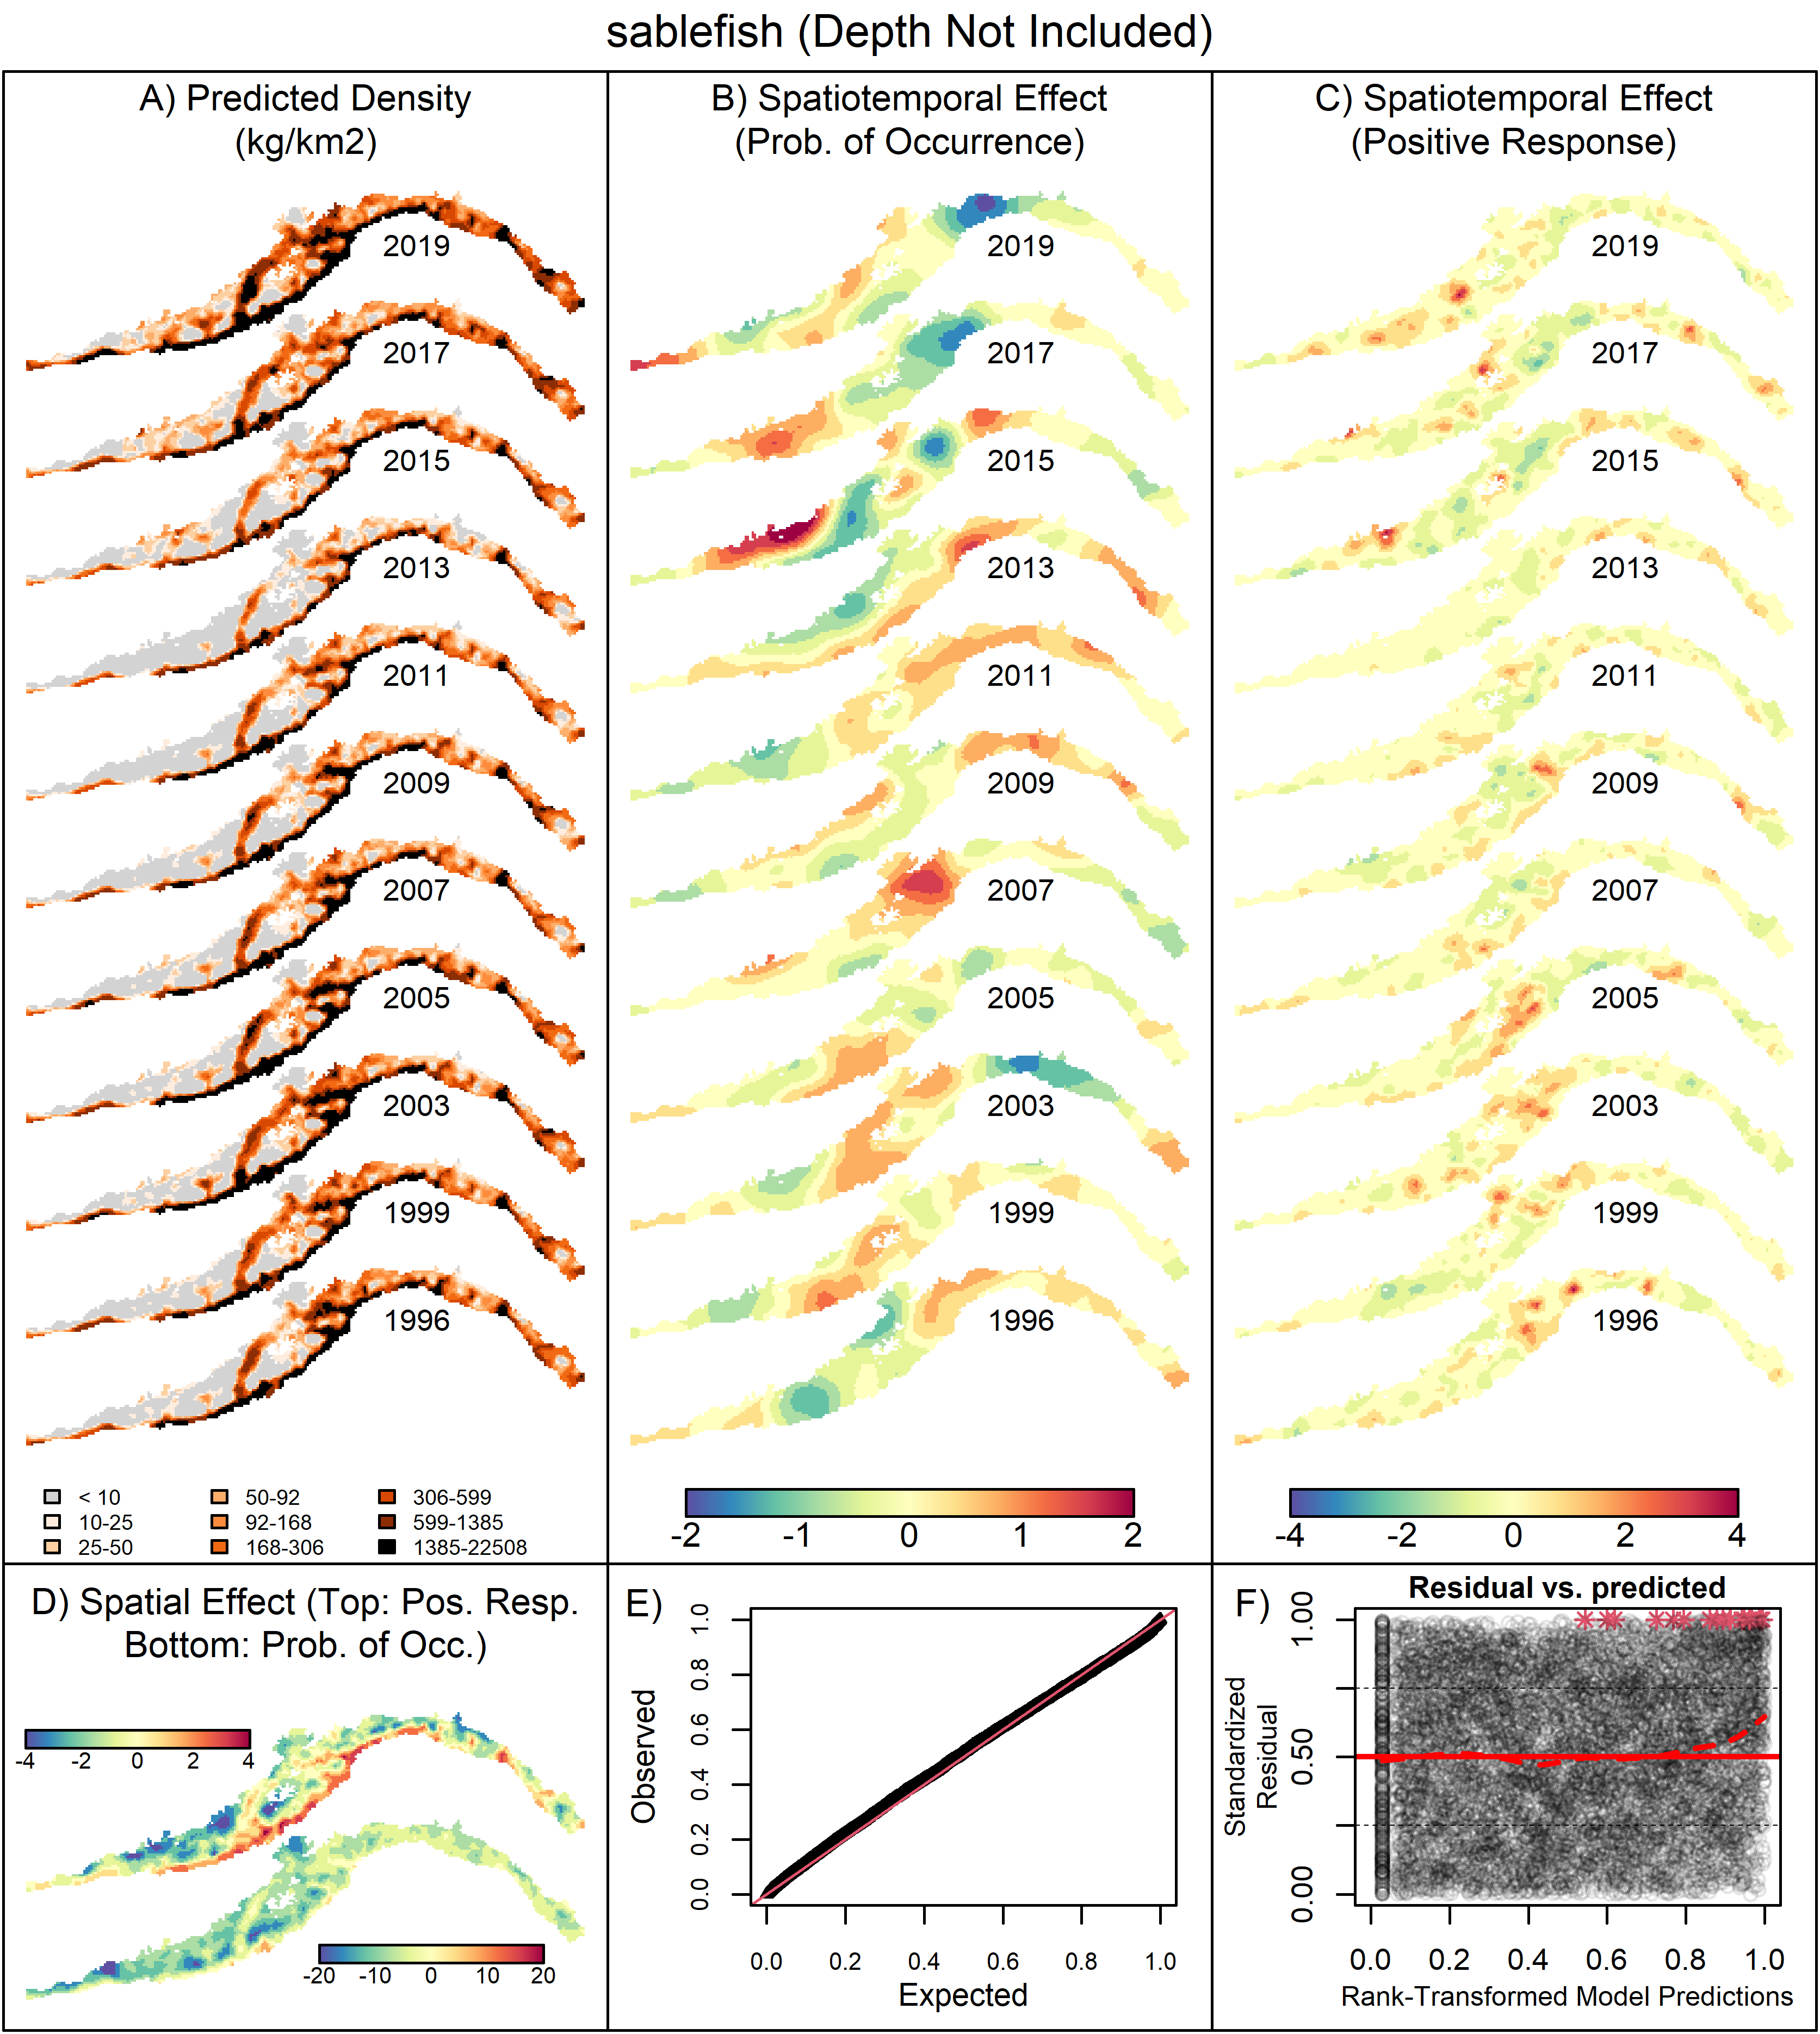 sablefish (Depth Not Included)
A) Predicted Density
(kg/km2)
2019
2017
2015
2013
2011
2009
2007
2005
2003
1999
1996
< 10
50-92
306-599
10-25
92-168
599-1385
25-50
168-306
1385-22508
B) Spatiotemporal Effect
(Prob. of Occurrence)
2019
2017
2015
2013
2011
2009
2007
2005
2003
1999
1996
-2 -1 0 1 2
C) Spatiotemporal Effect
(Positive Response)
2019
2017
2015
2013
2011
2009
2007
2005
2003
1999
1996
-4 -2 0 2 4
D) Spatial Effect (Top: Pos. Resp.
Bottom: Prob. of Occ.)
-4 -2 0 2 4
-20 -10 0 10 20
E)
Observed
1.0
0.8
0.6
0.4
0.2
0.0
0.0 0.2 0.4 0.6 0.8 1.0
Expected
F)
Residual vs. predicted
Standardized
Residual
1.00
0.50
0.00
0.0 0.2 0.4 0.6 0.8 1.0
Rank-Transformed Model Predictions